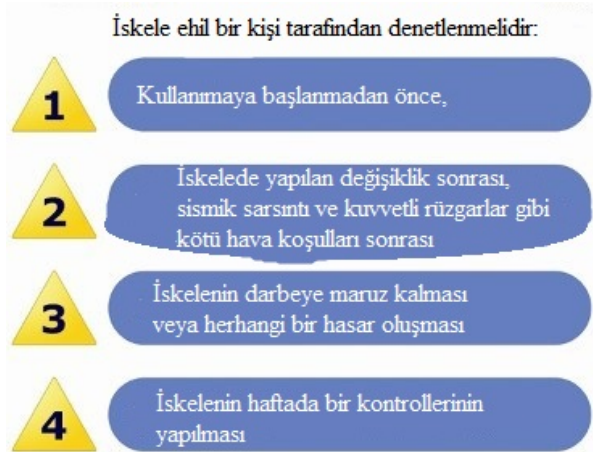 İskele ehil bir kişi tarafından denetlenmelidir:
1
Kullanımaya başlanmadan önce,
2
İskelede yapılan değişiklik sonrası,
sismik sarsıntı ve kuvvetli rüzgarlar gibi
kötü hava koşulları sonrası
3
İskelenin darbeye maruz kalması
veya herhangi bir hasar oluşması
4
İskelenin haftada bir kontrollerinin
yapılması